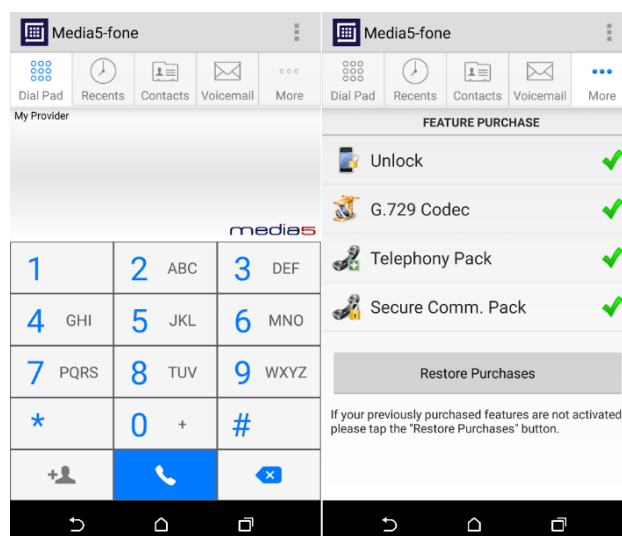 Media5-fone
Dial Pad Recents Contacts Voicemail More
My Provider
media5
1 2 ABC 3 DEF
4 GHI 5 JKL 6 MNO
7 PQRS 8 TUV 9 WXYZ
* 0 + #
Media5-fone
Dial Pad Recents Contacts Voicemail More
FEATURE PURCHASE
Unlock
G.729 Codec
Telephony Pack
Secure Comm. Pack
Restore Purchases
If your previously purchased features are not activated
please tap the "Restore Purchases" button.